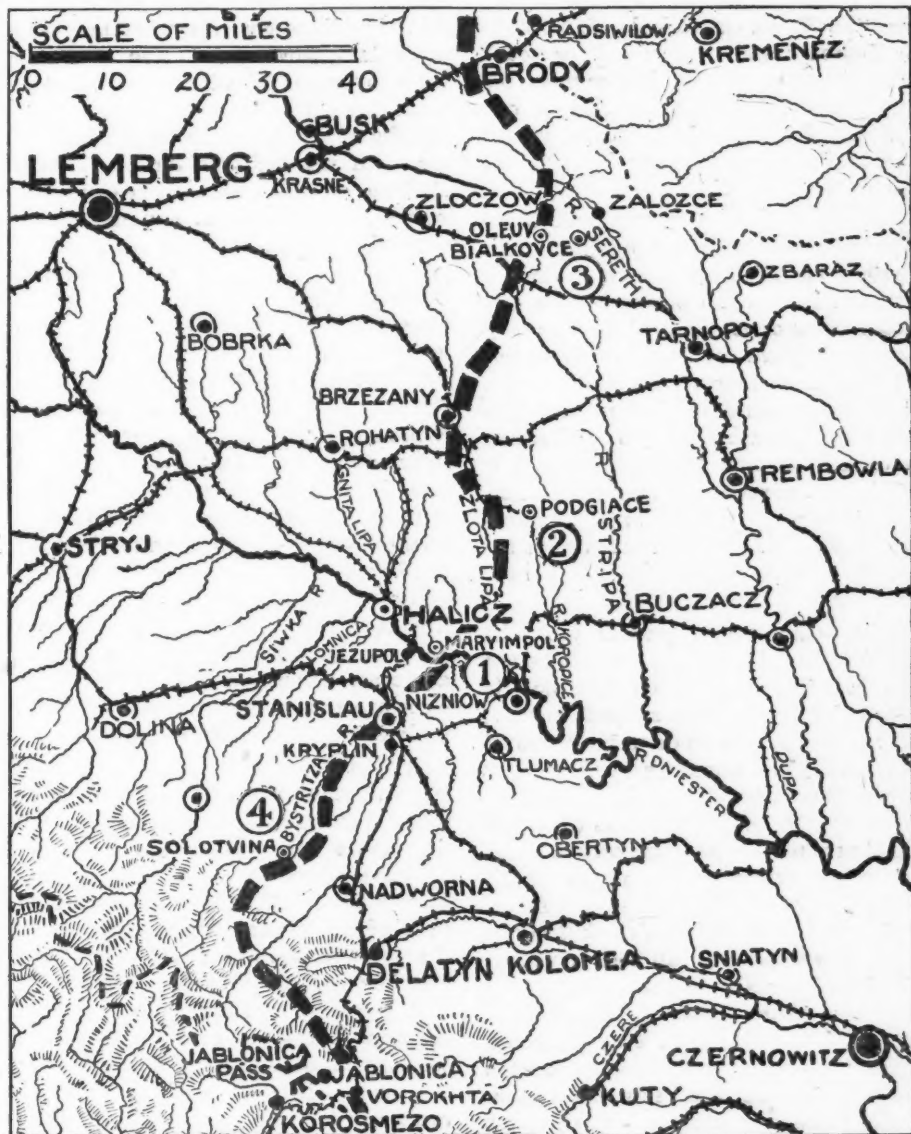 SCALE OF MILES
0 10 20 40
RADSIWILOW
KREMENEZ
BRODY
BUSK
LEMBERG
KRASNE
ZLOCZOW
ZALOZCE
OLEUV
BIALKOVCE
R. SERETH
3
ZBARAZ
BOBRKA
TARNOPOL
BRZEZANY
ROHATYN
GNITA LIPA
TREMBOWLA
ZLOTA LIPA
PODGIACE
R. STRIPA
STRYJ
2
HALICZ
BUCZACZ
SIWKA R.
LOMNICA
JEZUPOL
MARYIMPOL
R. KOROPIEC
1
DOLINA
STANISLAU
NIZNIOW
KRYPLIN
TLUMACZ
R. DNIESTER
DUPA
BYSTRITZA R.
4
SOLOTVINA
OBERTYN
NADWORNA
DELATYN
KOLOMEA
SNIATYN
CZERE
CZERNOWITZ
JABLONICA
PASS
JABLONICA
VOROKHTA
KUTY
KOROSMEZO